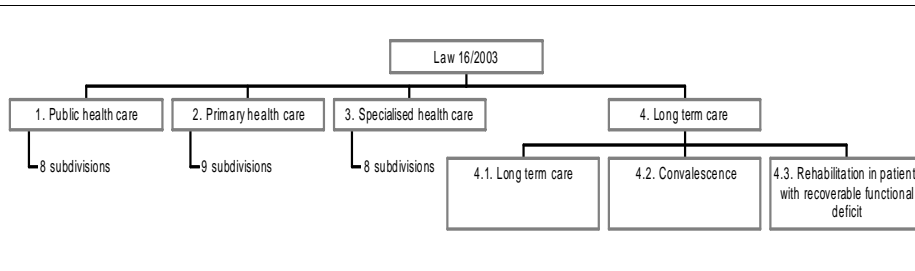 Law 16/2003
1. Public health care
2. Primary health care
3. Specialised health care
4. Long term care
8 subdivisions
9 subdivisions
8 subdivisions
4.1. Long term care
4.2. Convalescence
4.3. Rehabilitation in patient
with recoverable functional
deficit